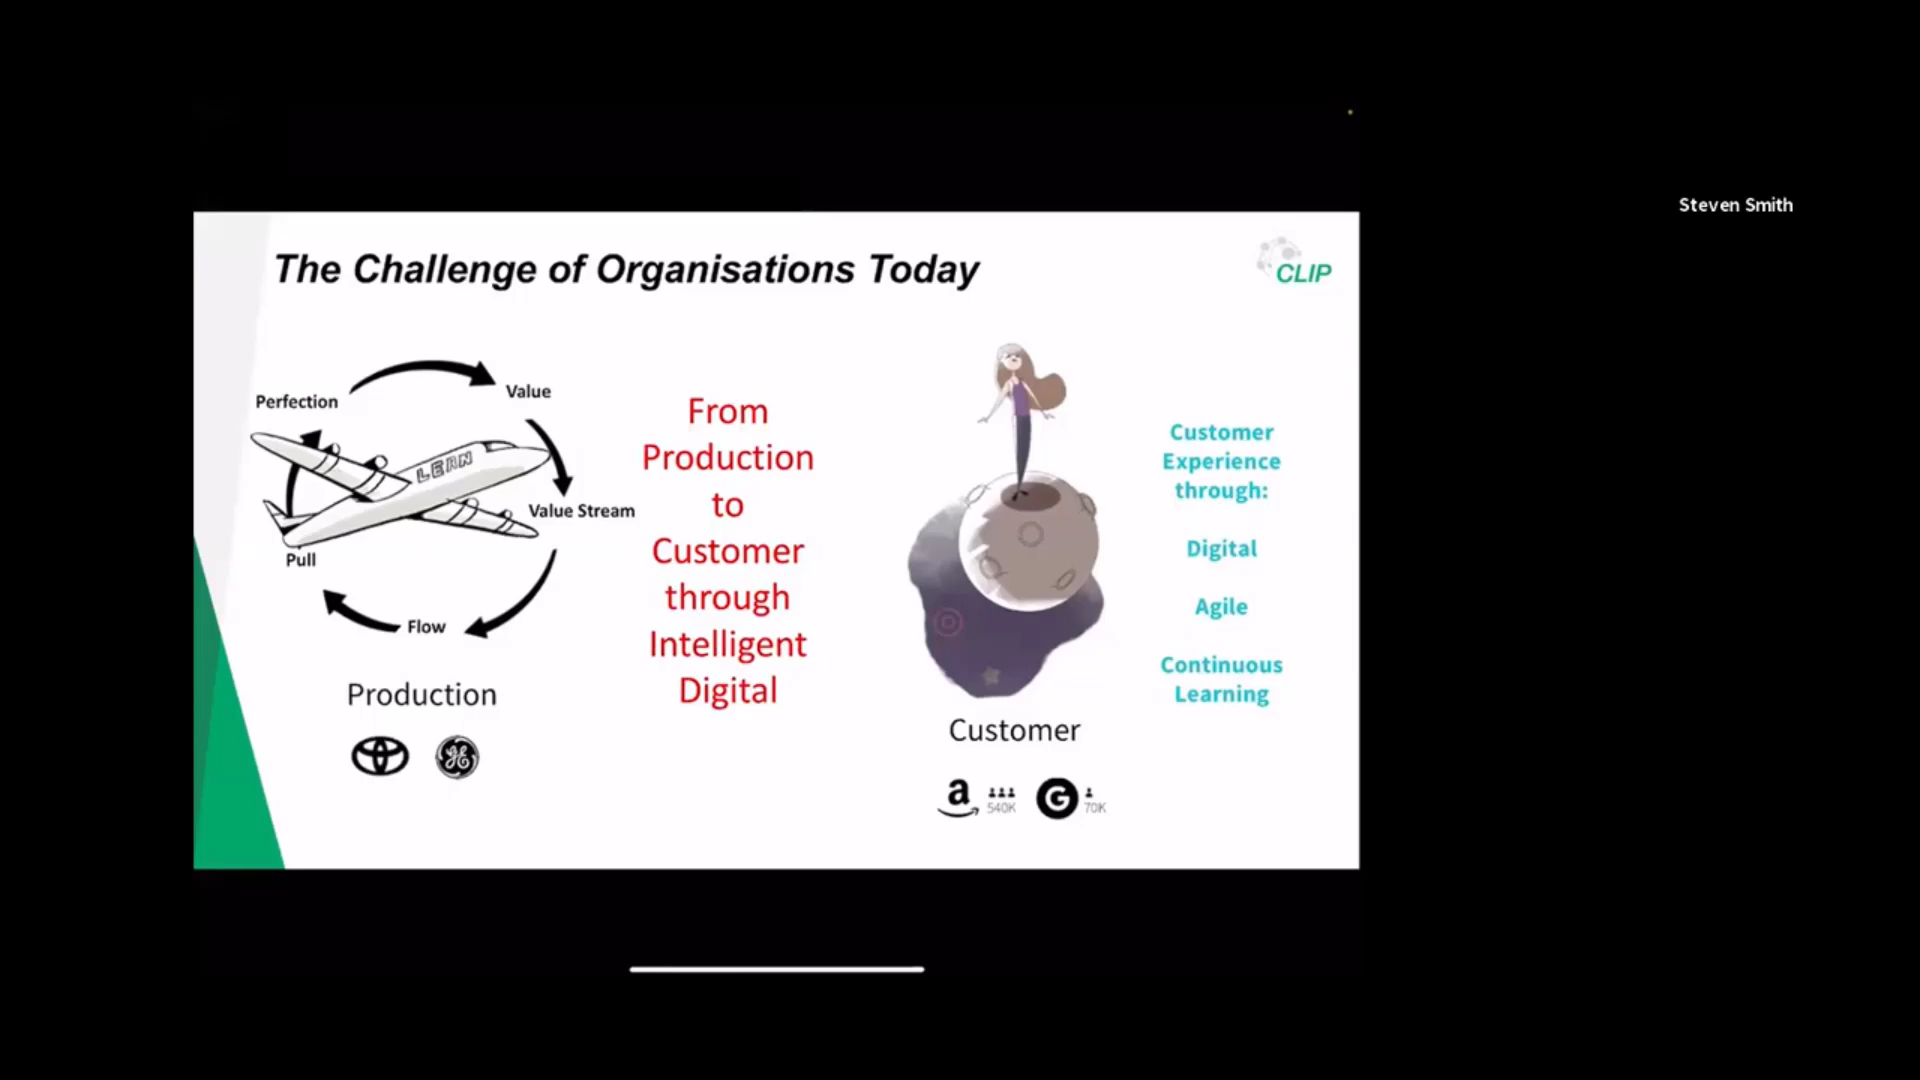 Steven Smith
The Challenge of Organisations Today
CLIP
Perfection
Value
LEAN
Value Stream
Pull
Flow
Production
From
Production
to
Customer
through
Intelligent
Digital
Customer
a
540K
G
70K
Customer
Experience
through:
Digital
Agile
Continuous
Learning